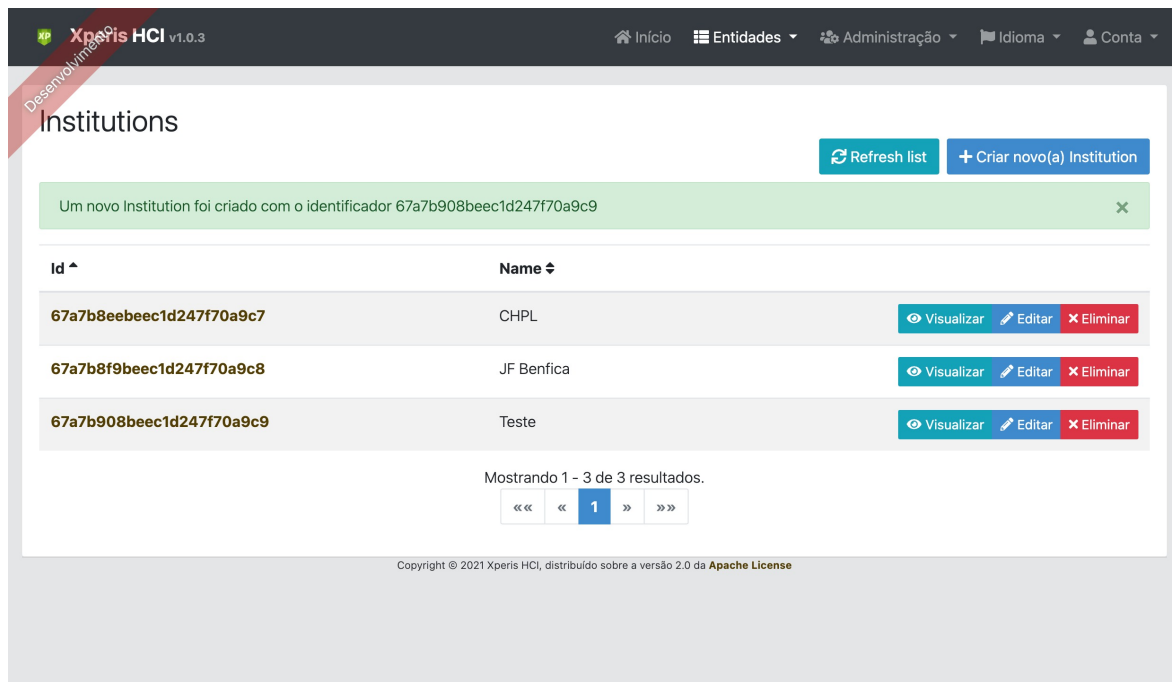 Xperis HCI v1.0.3
Início Entidades Administração Idioma Conta
Desenvolvimento
Institutions
Refresh list Criar novo(a) Institution
Um novo Institution foi criado com o identificador 67a7b908beec1d247f70a9c9 ×
Id Name
67a7b8eebeec1d247f70a9c7 CHPL Visualizar Editar Eliminar
67a7b8f9beec1d247f70a9c8 JF Benfica Visualizar Editar Eliminar
67a7b908beec1d247f70a9c9 Teste Visualizar Editar Eliminar
Mostrando 1 - 3 de 3 resultados.
«« « 1 » »»
Copyright © 2021 Xperis HCI, distribuído sobre a versão 2.0 da Apache License